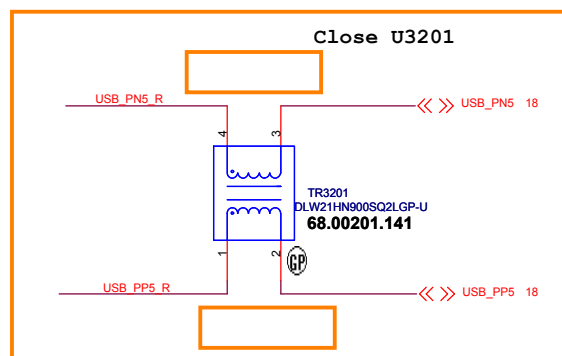 Close U3201
USB_PN5_R
USB_PN5 18
4
3
TR3201
DLW21HN900SQ2LGP-U
68.00201.141
1
2
GP
USB_PP5_R
USB_PP5 18